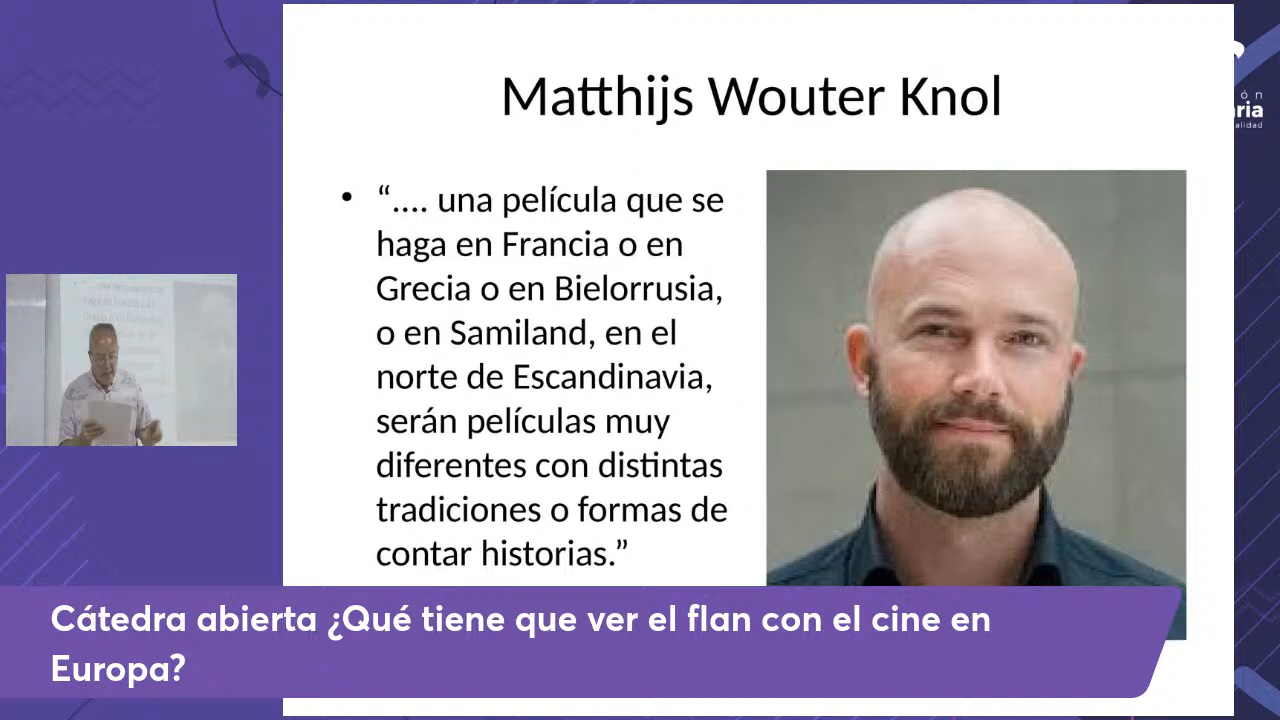 Matthijs Wouter Knol
• “.... una película que se
haga en Francia o en
Grecia o en Bielorrusia,
o en Samiland, en el
norte de Escandinavia,
serán películas muy
diferentes con distintas
tradiciones o formas de
contar historias.”
Cátedra abierta ¿Qué tiene que ver el flan con el cine en
Europa?